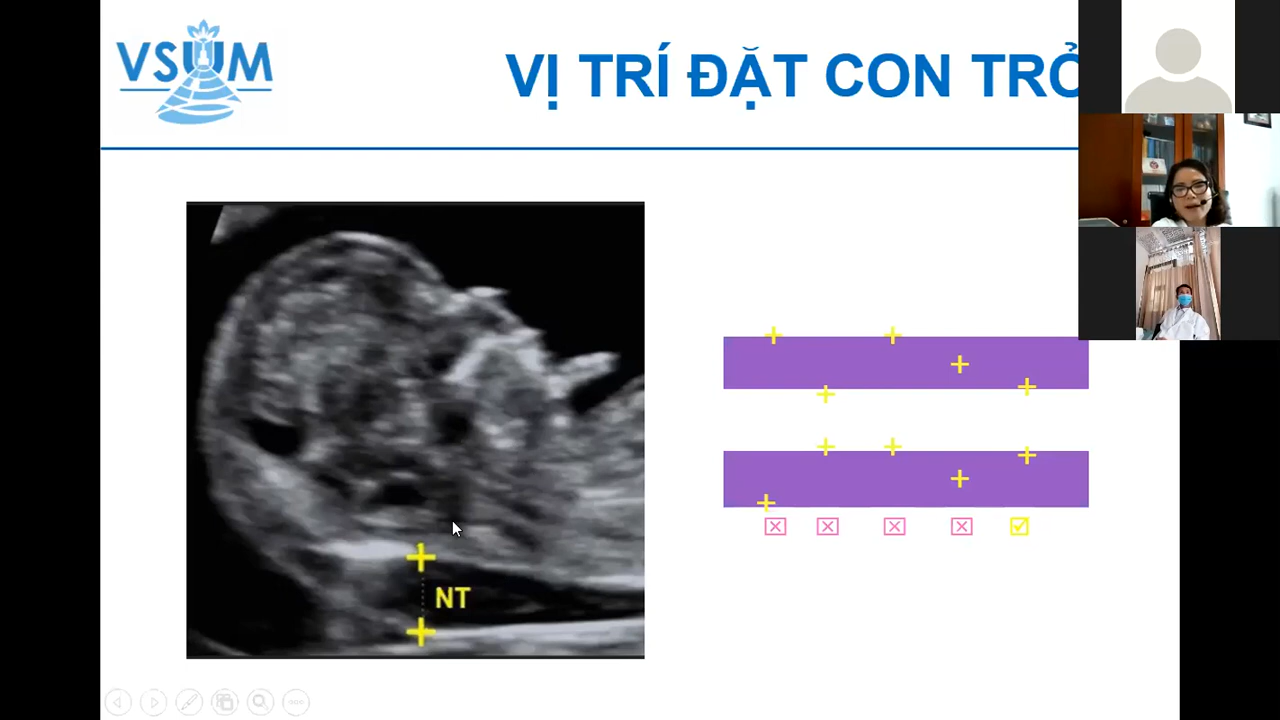 VSUM
VỊ TRÍ ĐẶT CON TRỎ
NT